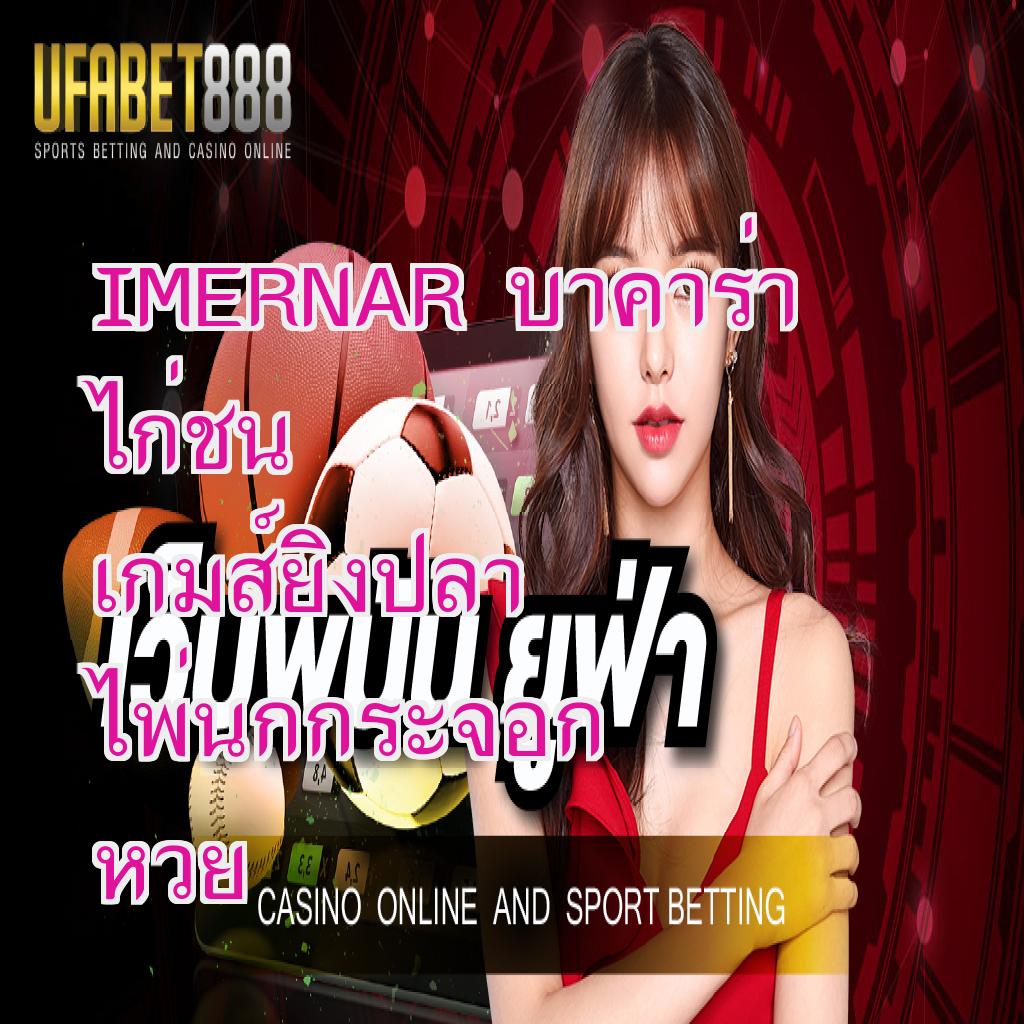 UFABET888
SPORTS BETTING AND CASINO ONLINE
IMERNAR บาคาร่า
ไก่ชน
เกมส์ยิงปลา
เว็บพนัน ยูฟ่า
ไพ่นกกระจอก
หวย
CASINO ONLINE AND SPORT BETTING